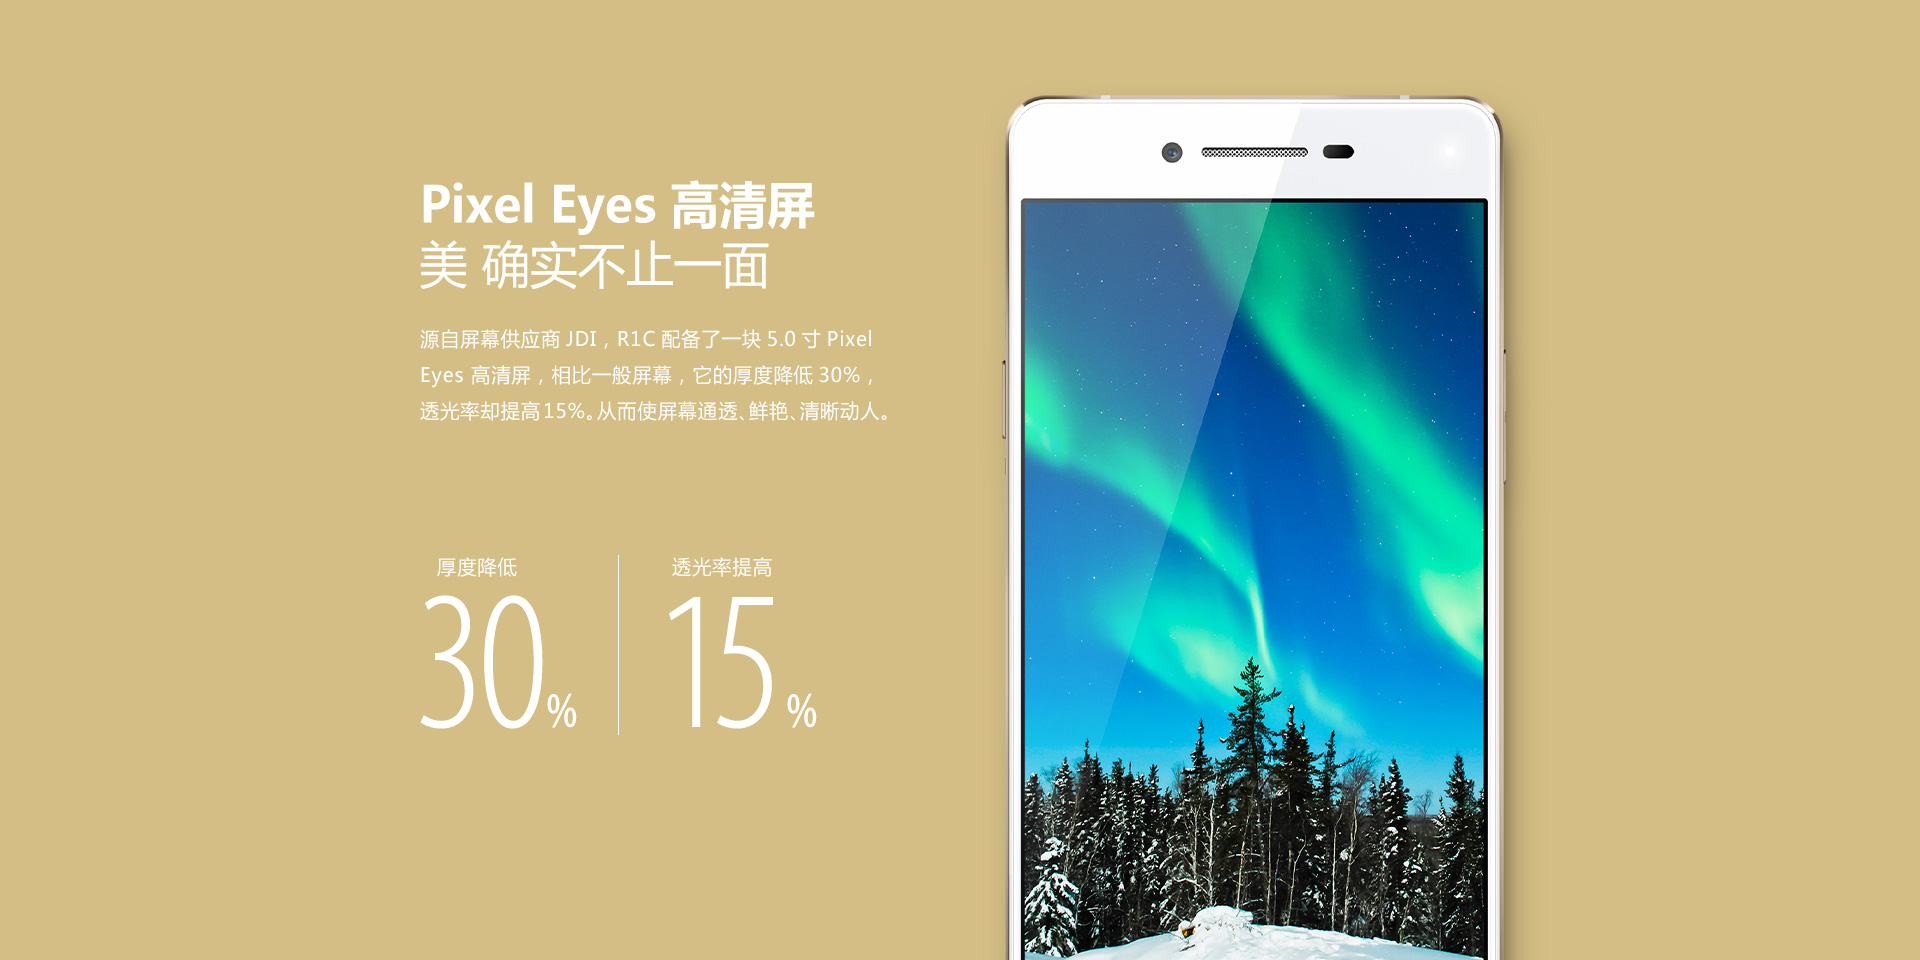 Pixel Eyes 高清屏
美 确实不止一面
源自屏幕供应商 JDI，R1C 配备了一块 5.0 寸 Pixel
Eyes 高清屏，相比一般屏幕，它的厚度降低 30%，
透光率却提高15%。从而使屏幕通透、鲜艳、清晰动人。
厚度降低
30%
透光率提高
15%